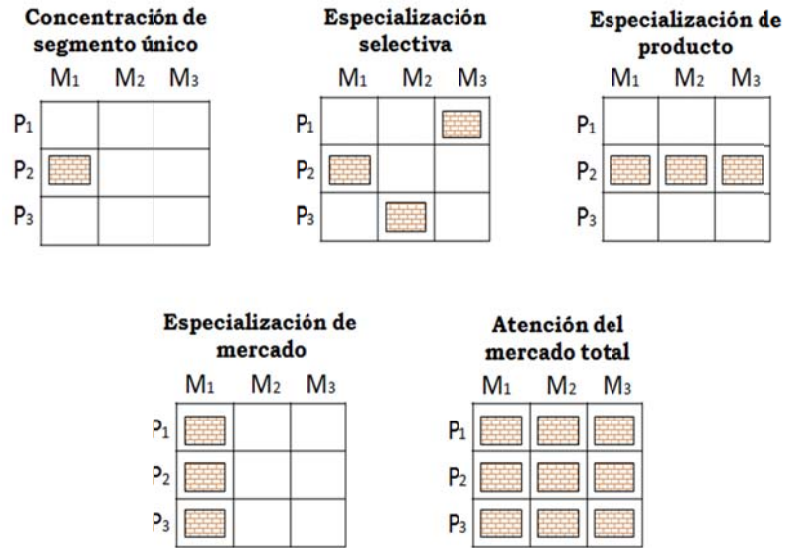 Concentración de
segmento único
M1 M2 M3
P1
P2
P3
Especialización
selectiva
M1 M2 M3
P1
P2
P3
Especialización de
producto
M1 M2 M3
P1
P2
P3
Especialización de
mercado
M1 M2 M3
P1
P2
P3
Atención del
mercado total
M1 M2 M3
P1
P2
P3